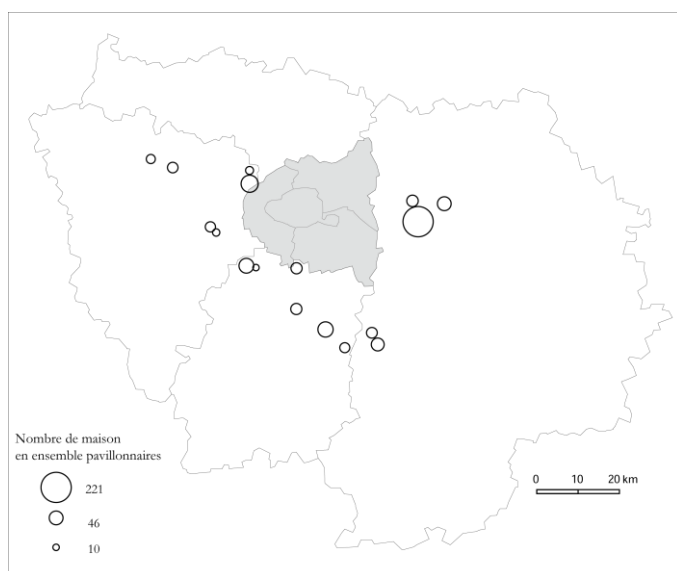 Nombre de maison
en ensemble pavillonnaires
221
46
10
0 10 20 km